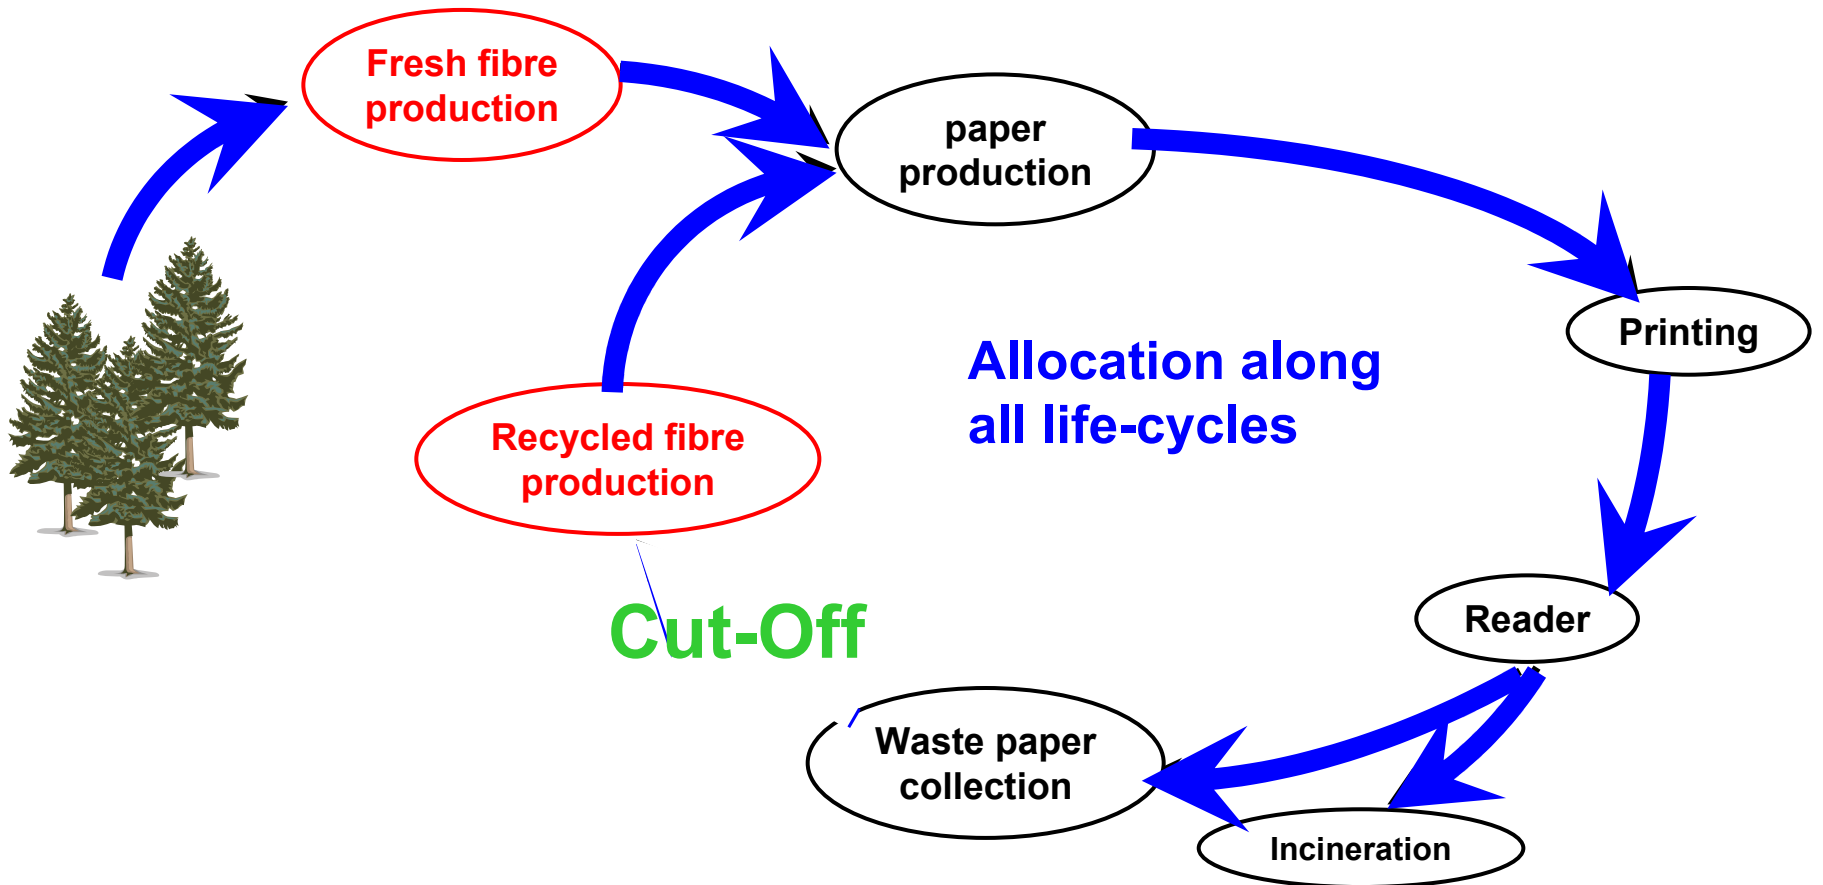 Fresh fibre
production
paper
production
Printing
Allocation along
all life-cycles
Recycled fibre
production
Cut-Off
Reader
Waste paper
collection
Incineration